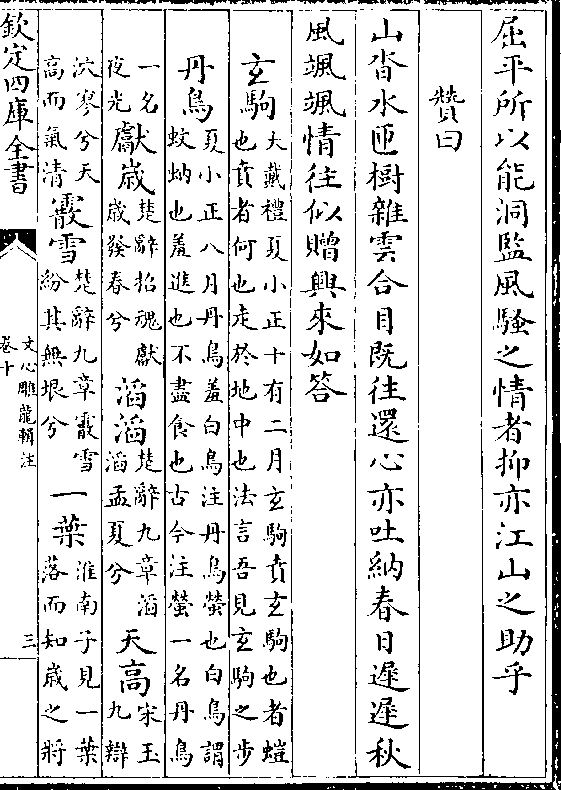 屈平所以能洞監風騷之情者抑亦江山之助乎
贊曰
山沓水匝樹雜雲合目既往還心亦吐納春日遲遲秋
風颯颯情往似贈興來如答
玄駒大戴禮夏小正十有二月玄駒賁玄駒也者螘也賁者何也走於地中也法言吾見玄駒之步
丹鳥夏小正八月丹鳥羞白鳥注丹鳥螢也白鳥謂蚊蚋也羞進也不盡食也古今注螢一名丹鳥
一名夜光獻歲楚辭招魂獻歲發春兮滔滔楚辭九章滔滔孟夏兮天高宋玉九辯
泬寥兮天高而氣清霰雪楚辭九章霰雪紛其無垠兮一葉淮南子見一葉落而知歲之將
欽定四庫全書
文心雕龍輯注
卷十
三